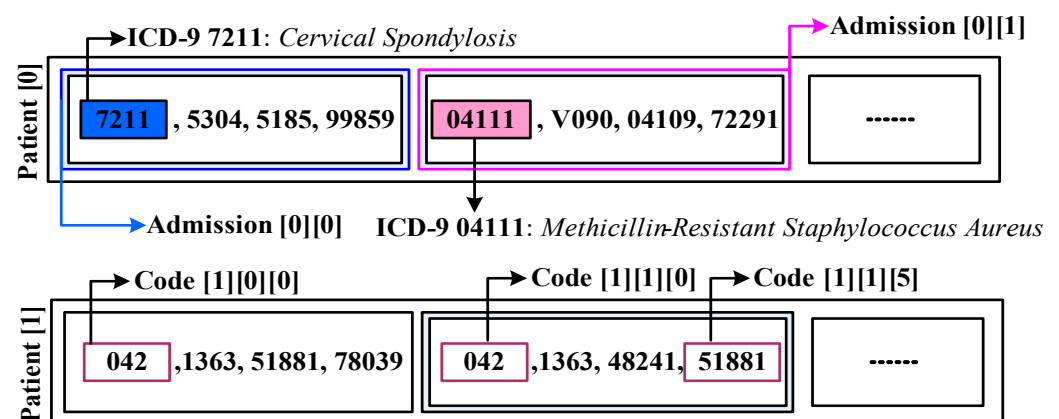 ICD-9 7211: Cervical Spondylosis
Admission [0][1]
Patient [0]
7211 , 5304, 5185, 99859
04111 , V090, 04109, 72291
------
Admission [0][0]
ICD-9 04111: Methicillin-Resistant Staphylococcus Aureus
Code [1][0][0]
Code [1][1][0]
Code [1][1][5]
Patient [1]
042 ,1363, 51881, 78039
042 ,1363, 48241, 51881
------